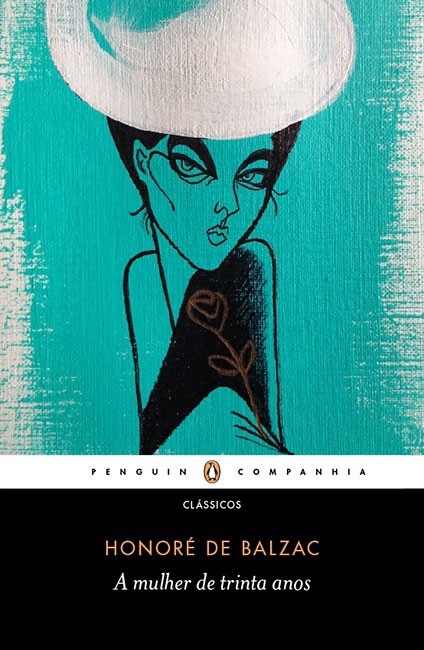 PENGUIN COMPANHIA
CLÁSSICOS
HONORÉ DE BALZAC
A mulher de trinta anos